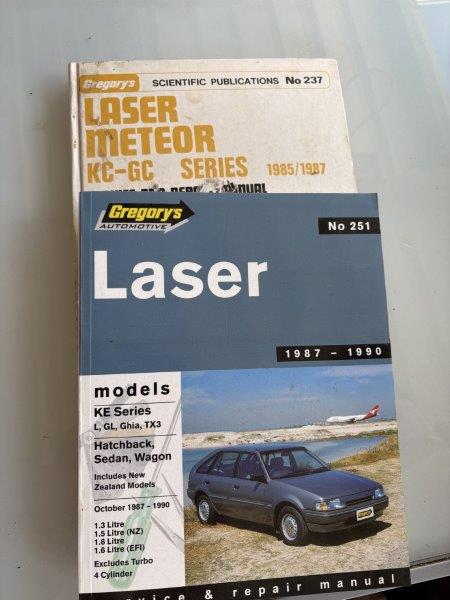 Gregory's SCIENTIFIC PUBLICATIONS No 237
LASER
METEOR
KC-GC SERIES 1985/1987
Gregory's
AUTOMOTIVE
No 251
Laser
1987 - 1990
models
KE Series
L, GL, Ghia, TX3
Hatchback,
Sedan, Wagon
Includes New
Zealand Models
October 1987 - 1990
1.3 Litre
1.5 Litre (NZ)
1.6 Litre
1.6 Litre (EFI)
Excludes Turbo
4 Cylinder
& repair manual